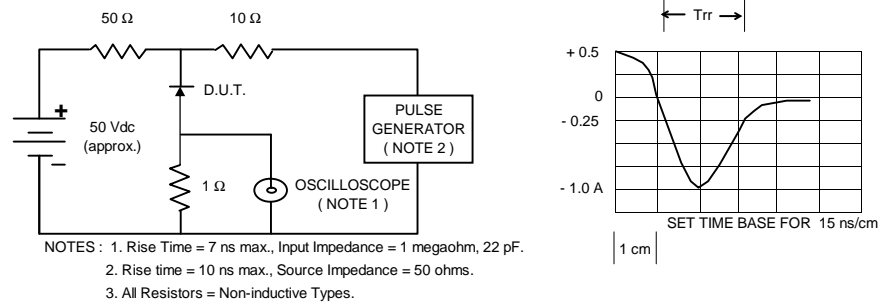 50 Ω
10 Ω
Trr
+ 0.5
D.U.T.
+
50 Vdc
(approx.)
−
PULSE
GENERATOR
( NOTE 2 )
0
- 0.25
1 Ω
OSCILLOSCOPE
( NOTE 1 )
- 1.0 A
SET TIME BASE FOR 15 ns/cm
1 cm
NOTES : 1. Rise Time = 7 ns max., Input Impedance = 1 megaohm, 22 pF.
2. Rise time = 10 ns max., Source Impedance = 50 ohms.
3. All Resistors = Non-inductive Types.